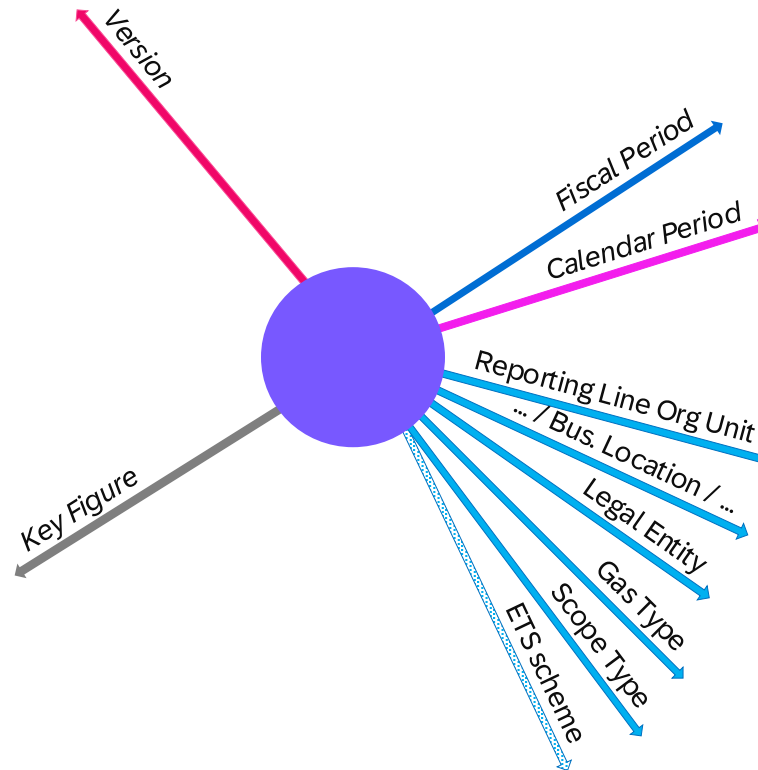 Version
Fiscal Period
Calendar Period
Reporting Line Org Unit
... / Bus. Location / ...
Legal Entity
Gas Type
Scope Type
ETS scheme
Key Figure